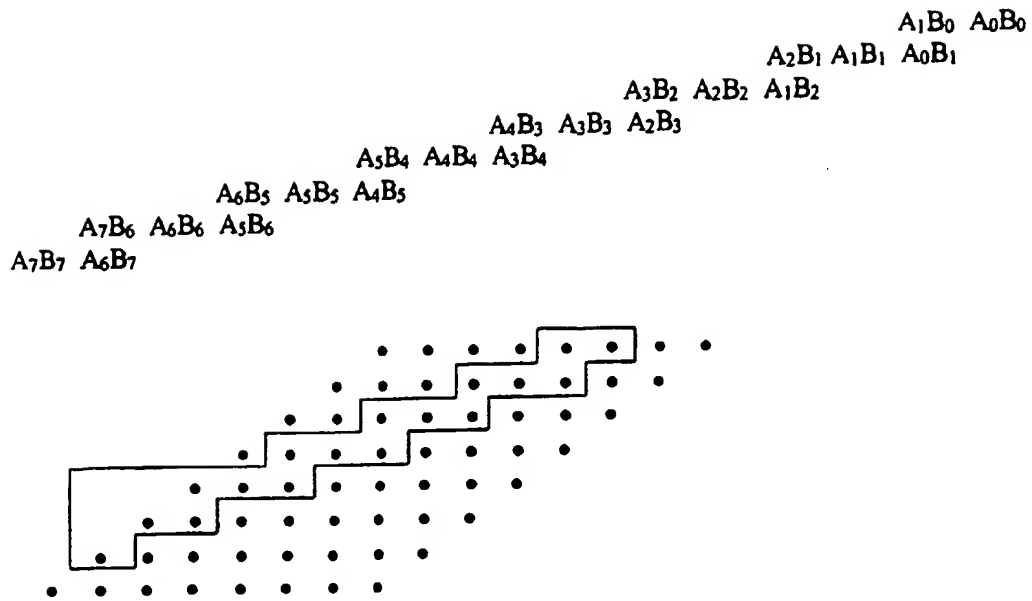 A₁B₀ A₀B₀
A₂B₁ A₁B₁ A₀B₁
A₃B₂ A₂B₂ A₁B₂
A₄B₃ A₃B₃ A₂B₃
A₅B₄ A₄B₄ A₃B₄
A₆B₅ A₅B₅ A₄B₅
A₇B₆ A₆B₆ A₅B₆
A₇B₇ A₆B₇